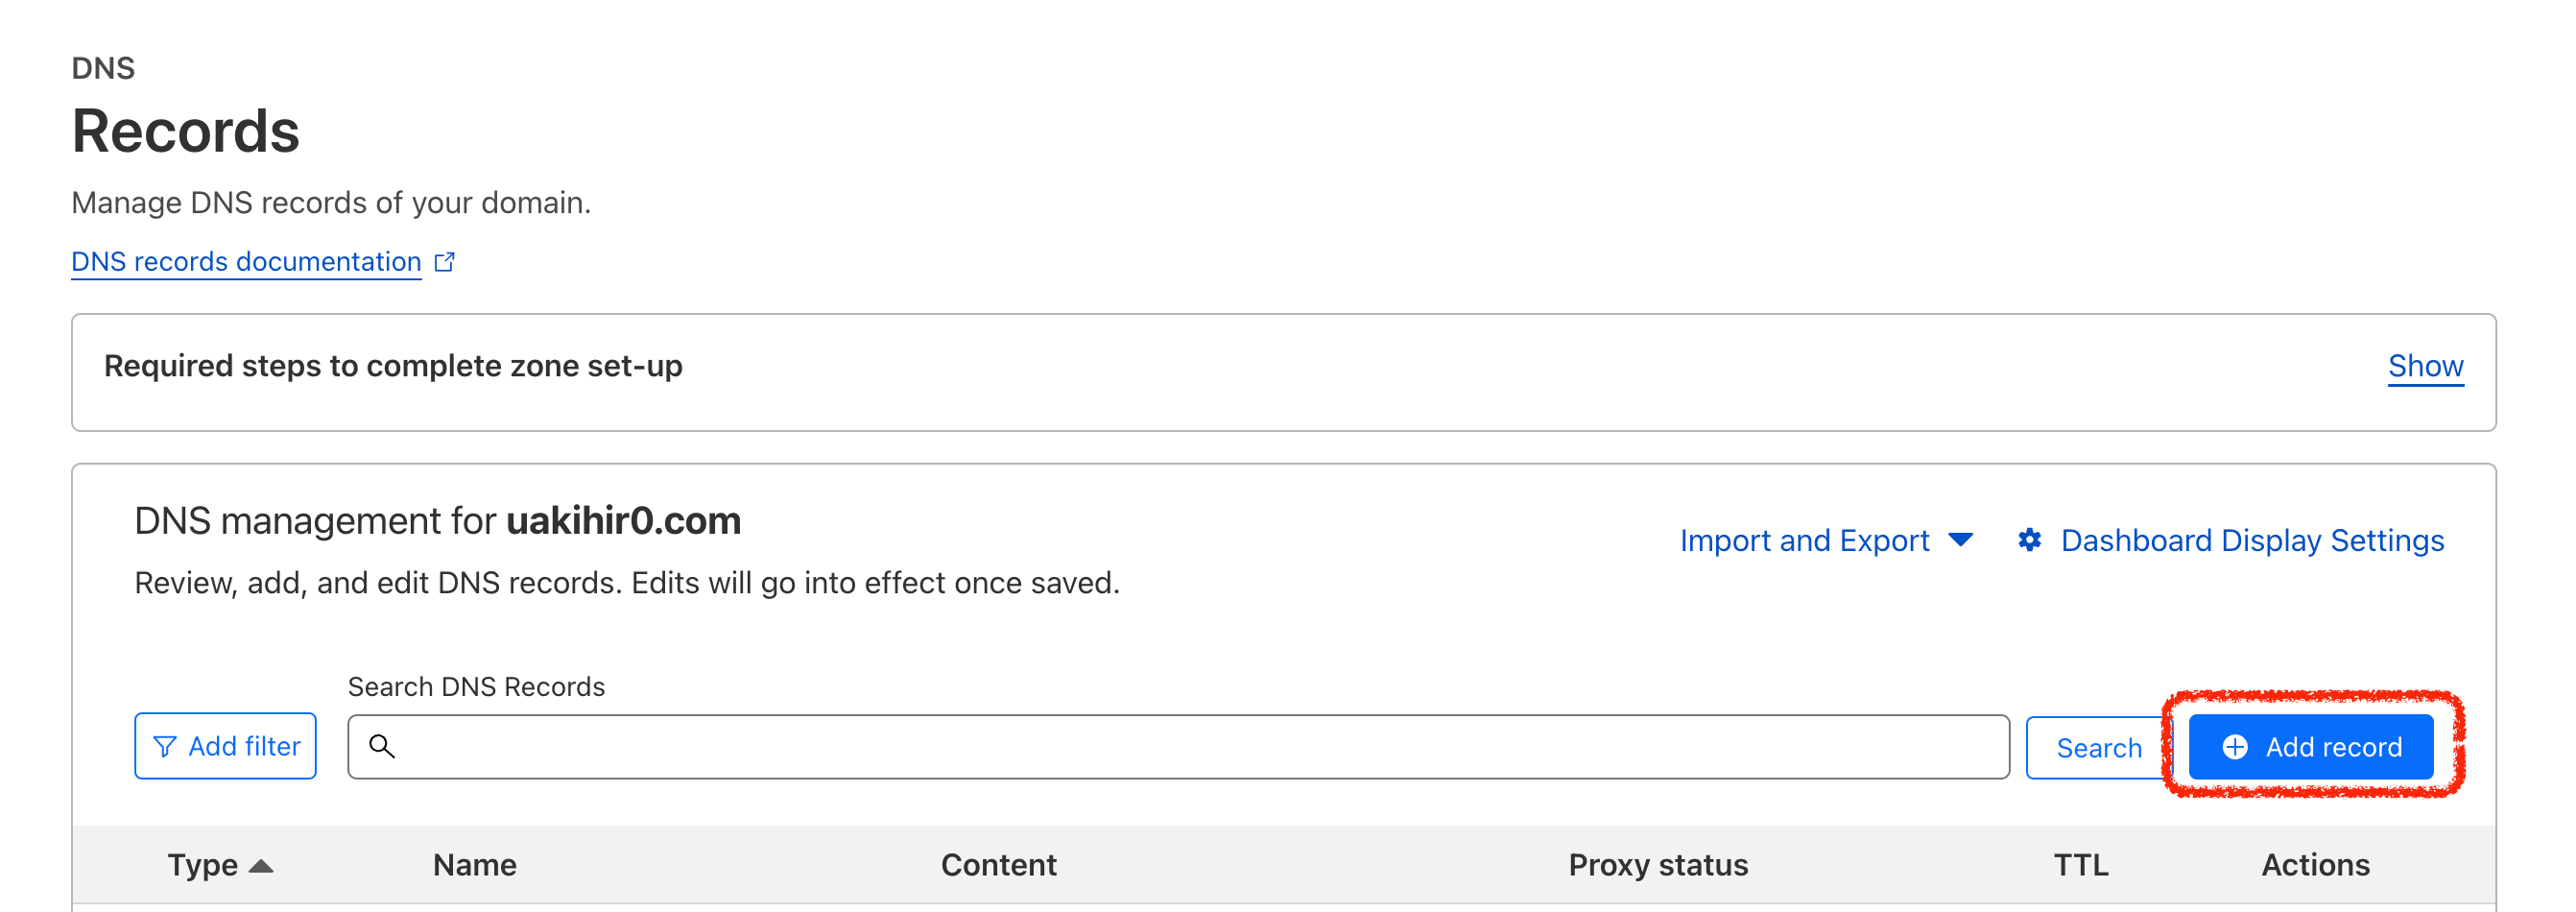 DNS
Records
Manage DNS records of your domain.
DNS records documentation
Required steps to complete zone set-up Show
DNS management for uakihir0.com
Import and Export Dashboard Display Settings
Review, add, and edit DNS records. Edits will go into effect once saved.
Search DNS Records
Add filter Search Add record
Type Name Content Proxy status TTL Actions